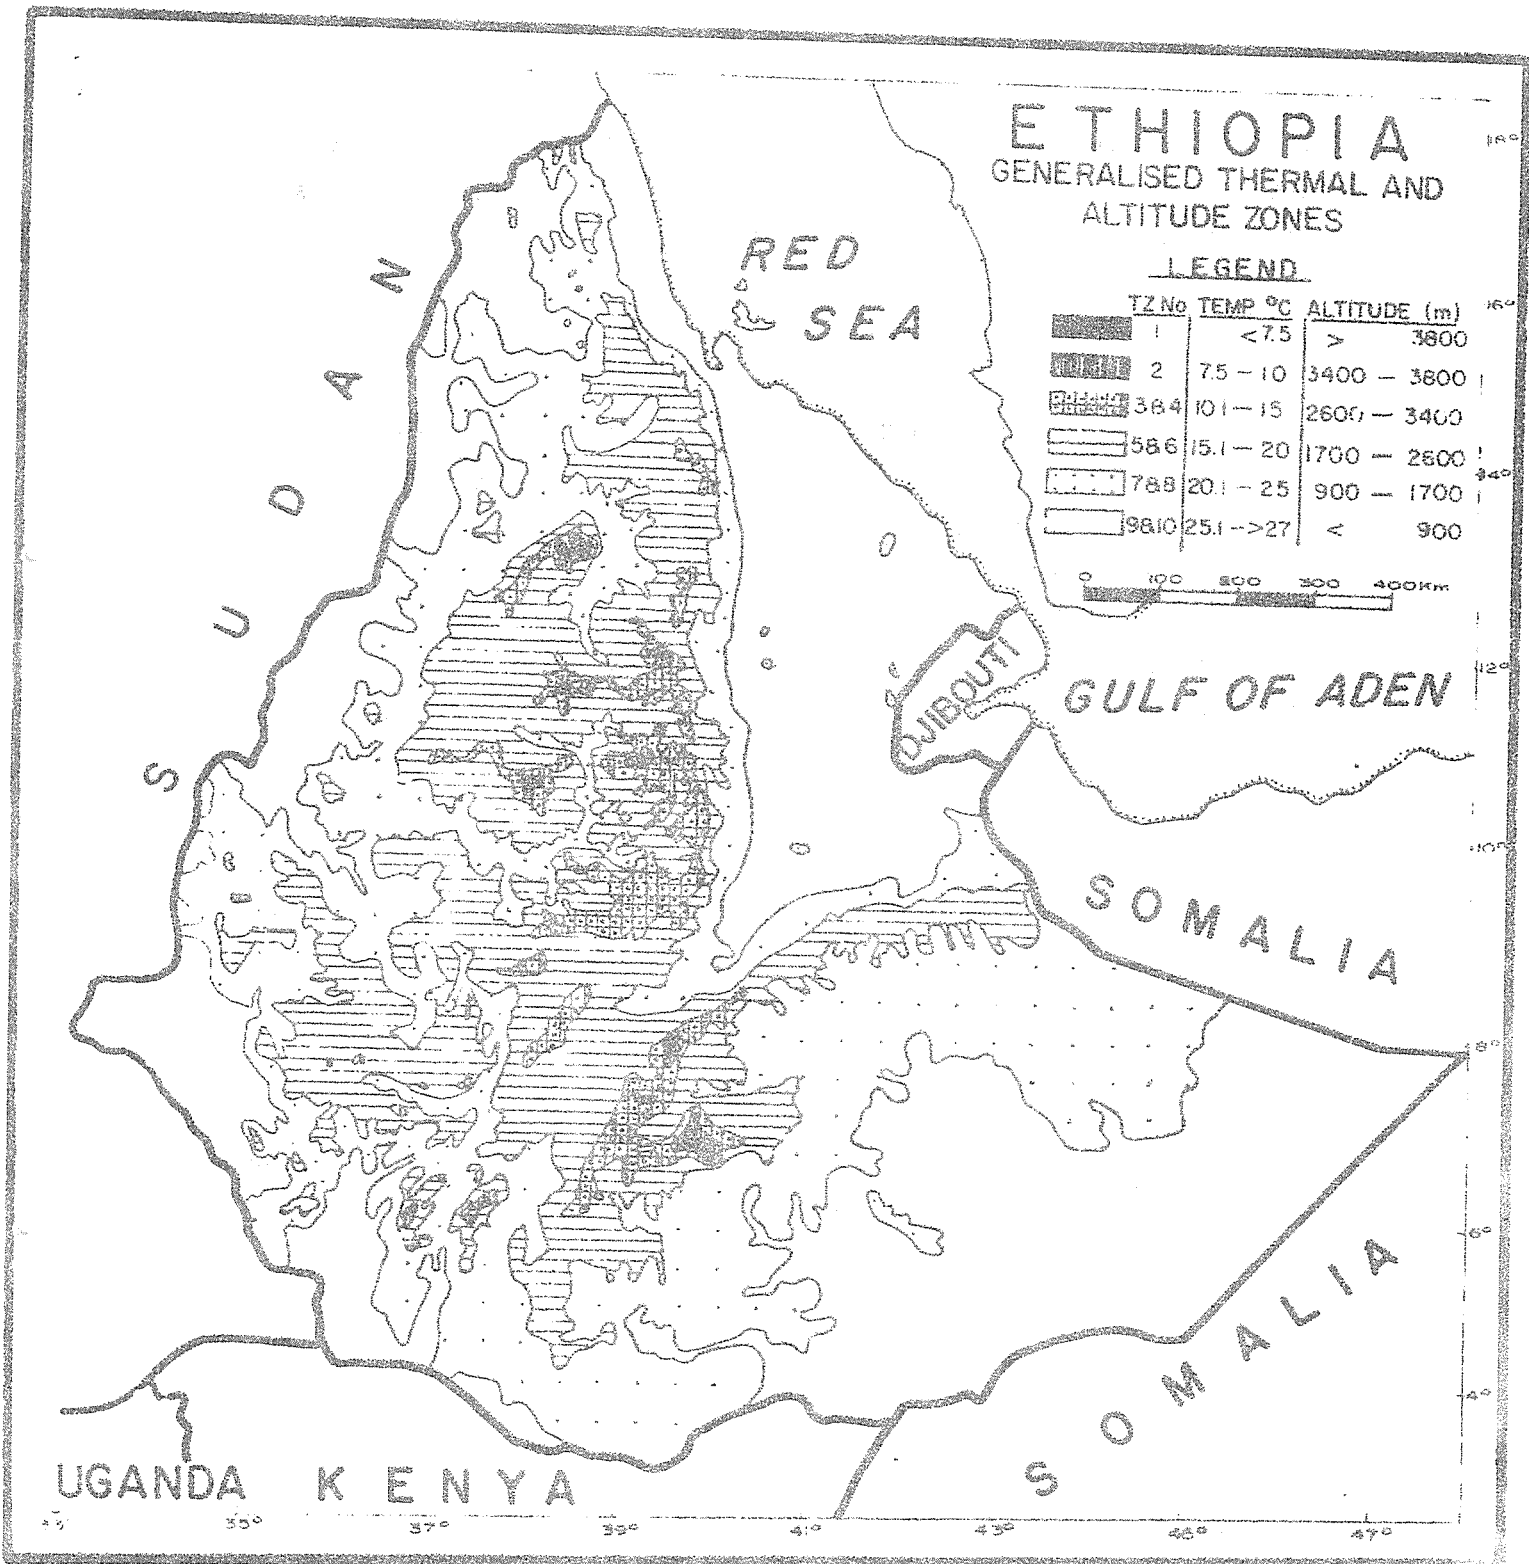 ETHIOPIA
GENERALISED THERMAL AND
ALTITUDE ZONES
LEGEND
TZ No TEMP °C ALTITUDE (m)
1 <7.5 > 3800
2 7.5 – 10 3400 – 3800
3&4 10.1 – 15 2600 – 3400
5&6 15.1 – 20 1700 – 2600
7&8 20.1 – 25 900 – 1700
9&10 25.1 –>27 < 900
0 100 200 300 400Km
RED
SEA
SUDAN
DJIBOUTI
GULF OF ADEN
SOMALIA
SOMALIA
UGANDA
KENYA
16°
14°
12°
10°
8°
6°
4°
35° 37° 39° 41° 43° 45° 47°